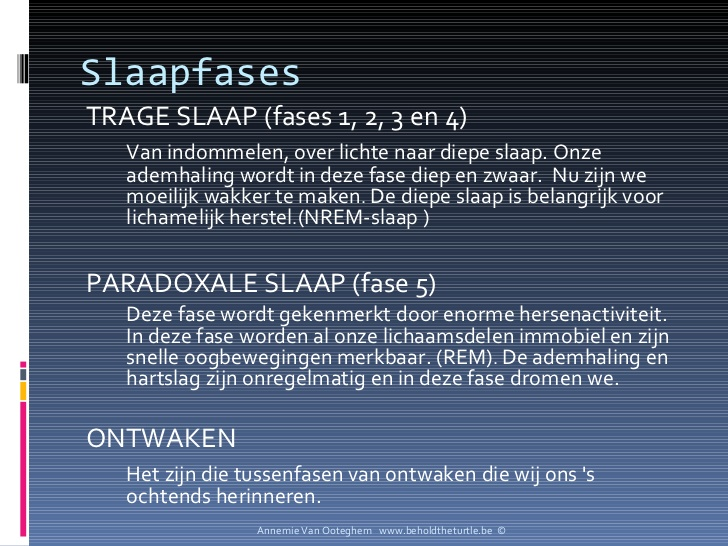 Slaapfases
TRAGE SLAAP (fases 1, 2, 3 en 4)
Van indommelen, over lichte naar diepe slaap. Onze
ademhaling wordt in deze fase diep en zwaar.  Nu zijn we
moeilijk wakker te maken. De diepe slaap is belangrijk voor
lichamelijk herstel.(NREM-slaap )
PARADOXALE SLAAP (fase 5)
Deze fase wordt gekenmerkt door enorme hersenactiviteit.
In deze fase worden al onze lichaamsdelen immobiel en zijn
snelle oogbewegingen merkbaar. (REM). De ademhaling en
hartslag zijn onregelmatig en in deze fase dromen we.
ONTWAKEN
Het zijn die tussenfasen van ontwaken die wij ons 's
ochtends herinneren.
Annemie Van Ooteghem   www.beholdtheturtle.be  ©